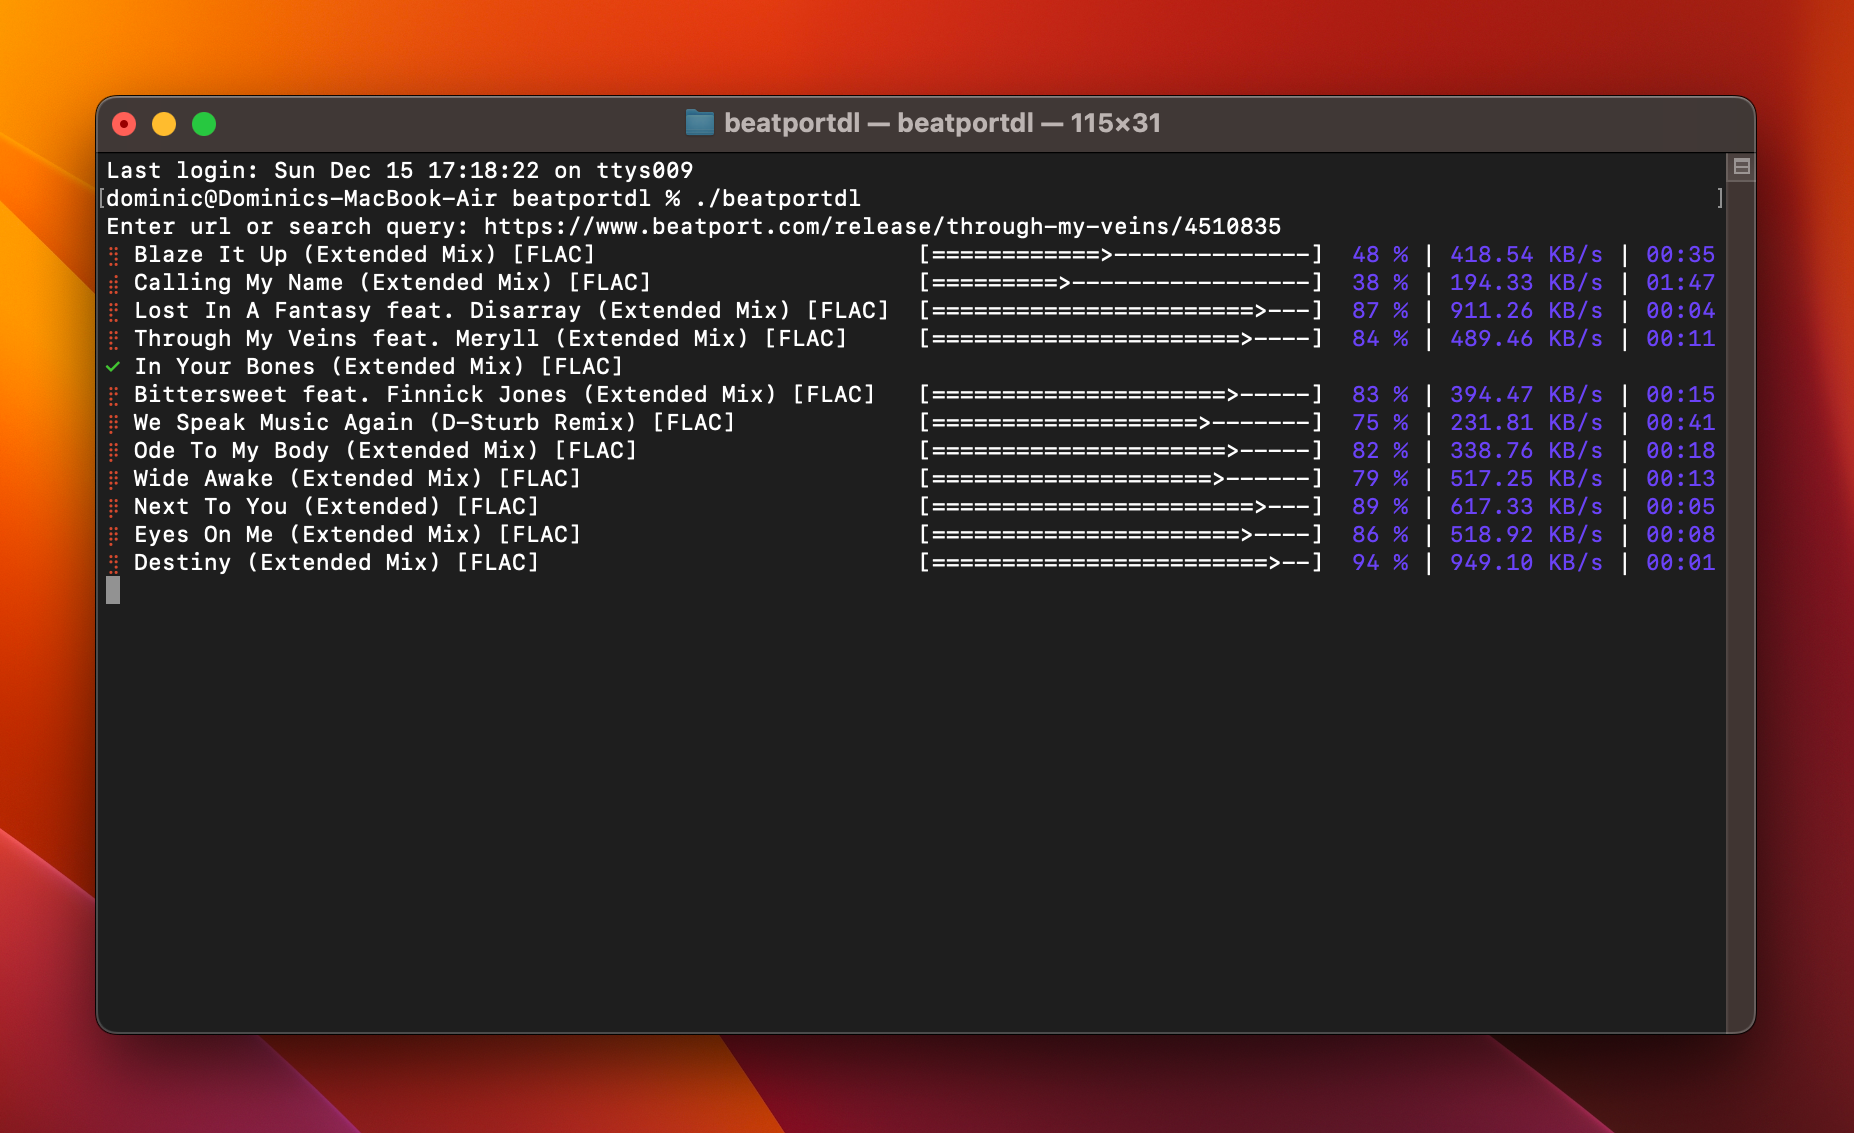 beatportdl — beatportdl — 115×31
Last login: Sun Dec 15 17:18:22 on ttys009
[dominic@Dominics-MacBook-Air beatportdl % ./beatportdl ]
Enter url or search query: https://www.beatport.com/release/through-my-veins/4510835
⠿ Blaze It Up (Extended Mix) [FLAC] [============>--------------] 48 % | 418.54 KB/s | 00:35
⠾ Calling My Name (Extended Mix) [FLAC] [=========>-----------------] 38 % | 194.33 KB/s | 01:47
⠿ Lost In A Fantasy feat. Disarray (Extended Mix) [FLAC] [=======================>---] 87 % | 911.26 KB/s | 00:04
⠿ Through My Veins feat. Meryll (Extended Mix) [FLAC] [======================>----] 84 % | 489.46 KB/s | 00:11
✓ In Your Bones (Extended Mix) [FLAC]
⠿ Bittersweet feat. Finnick Jones (Extended Mix) [FLAC] [=====================>-----] 83 % | 394.47 KB/s | 00:15
⠿ We Speak Music Again (D-Sturb Remix) [FLAC] [===================>-------] 75 % | 231.81 KB/s | 00:41
⠿ Ode To My Body (Extended Mix) [FLAC] [=====================>-----] 82 % | 338.76 KB/s | 00:18
⠿ Wide Awake (Extended Mix) [FLAC] [====================>------] 79 % | 517.25 KB/s | 00:13
⠿ Next To You (Extended) [FLAC] [=======================>---] 89 % | 617.33 KB/s | 00:05
⠿ Eyes On Me (Extended Mix) [FLAC] [======================>----] 86 % | 518.92 KB/s | 00:08
⠿ Destiny (Extended Mix) [FLAC] [========================>--] 94 % | 949.10 KB/s | 00:01